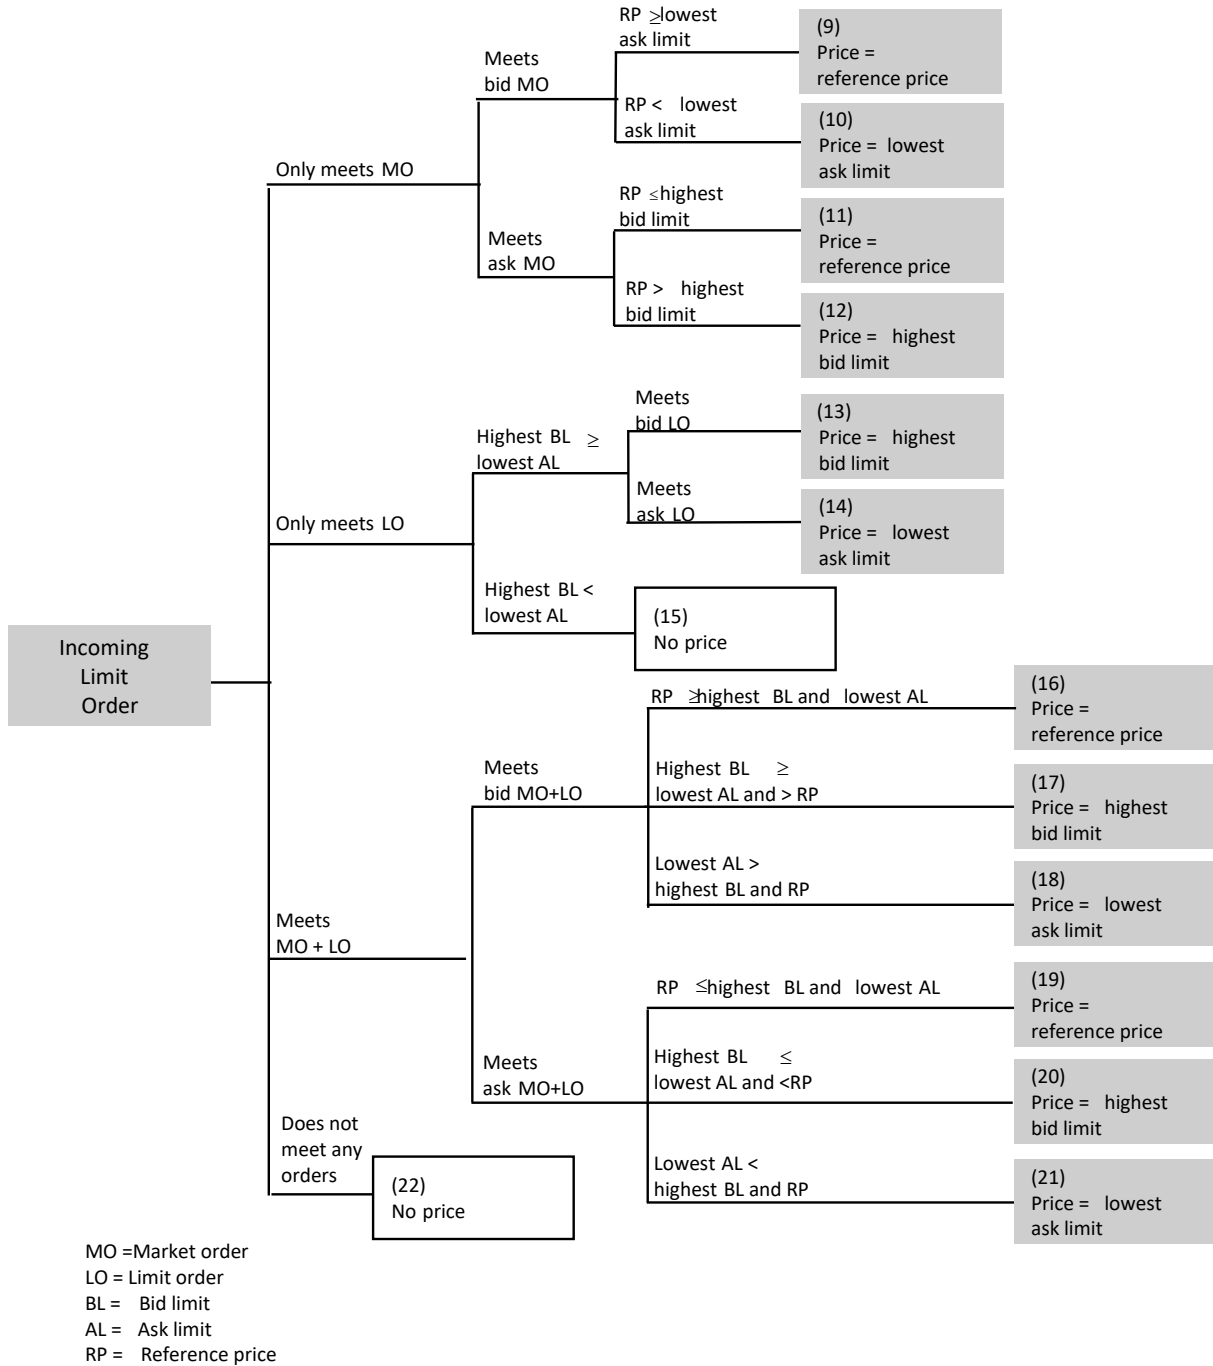 RP ≥lowest
ask limit
(9)
Price =
reference price
Meets
bid MO
RP < lowest
ask limit
(10)
Price = lowest
ask limit
Only meets MO
RP ≤highest
bid limit
(11)
Price =
reference price
Meets
ask MO
RP > highest
bid limit
(12)
Price = highest
bid limit
Meets
bid LO
(13)
Price = highest
bid limit
Highest BL ≥
lowest AL
Meets
ask LO
(14)
Price = lowest
ask limit
Only meets LO
Highest BL <
lowest AL
(15)
No price
Incoming
Limit
Order
RP ≥highest BL and lowest AL
(16)
Price =
reference price
Meets
bid MO+LO
Highest BL ≥
lowest AL and > RP
(17)
Price = highest
bid limit
Lowest AL >
highest BL and RP
(18)
Price = lowest
ask limit
Meets
MO + LO
RP ≤highest BL and lowest AL
(19)
Price =
reference price
Meets
ask MO+LO
Highest BL ≤
lowest AL and <RP
(20)
Price = highest
bid limit
Lowest AL <
highest BL and RP
(21)
Price = lowest
ask limit
Does not
meet any
orders
(22)
No price
MO =Market order
LO = Limit order
BL = Bid limit
AL = Ask limit
RP = Reference price